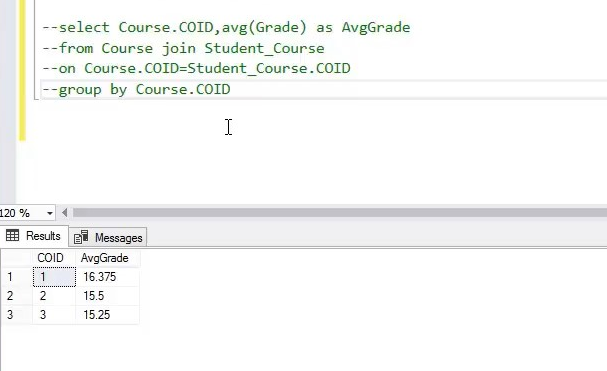 --select Course.COID,avg(Grade) as AvgGrade
--from Course join Student_Course
--on Course.COID=Student_Course.COID
--group by Course.COID
120 %
Results Messages
COID AvgGrade
1 1 16.375
2 2 15.5
3 3 15.25